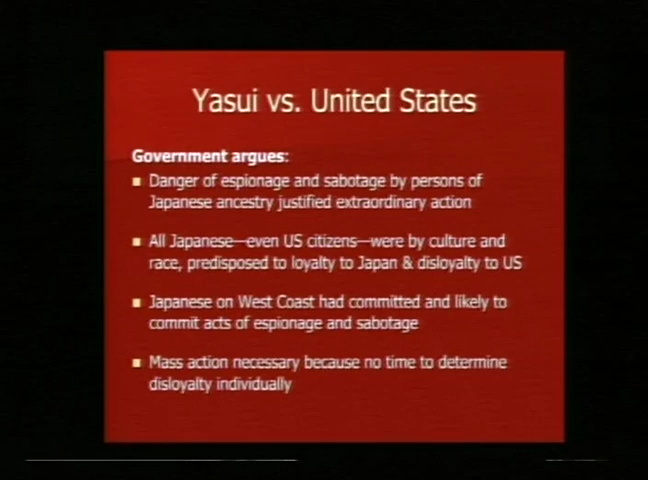 Yasui vs. United States
Government argues:
Danger of espionage and sabotage by persons of
Japanese ancestry justified extraordinary action
All Japanese—even US citizens—were by culture and
race, predisposed to loyalty to Japan & disloyalty to US
Japanese on West Coast had committed and likely to
commit acts of espionage and sabotage
Mass action necessary because no time to determine
disloyalty individually